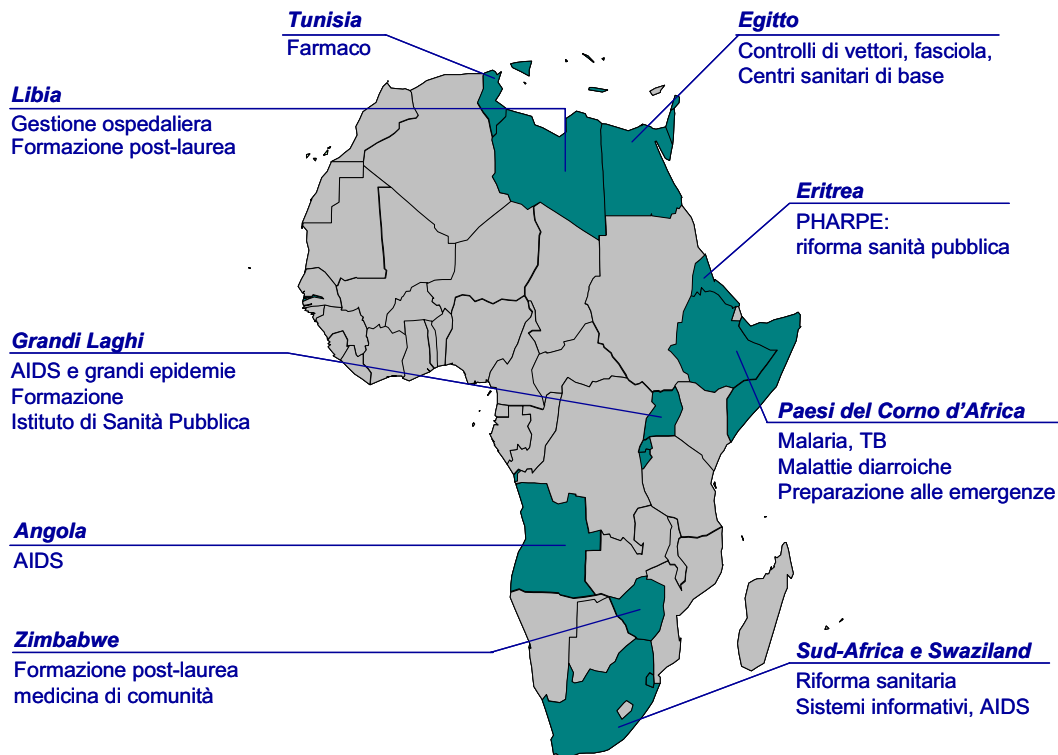 Tunisia
Farmaco
Egitto
Controlli di vettori, fasciola,
Centri sanitari di base
Libia
Gestione ospedaliera
Formazione post-laurea
Eritrea
PHARPE:
riforma sanità pubblica
Grandi Laghi
AIDS e grandi epidemie
Formazione
Istituto di Sanità Pubblica
Paesi del Corno d’Africa
Malaria, TB
Malattie diarroiche
Preparazione alle emergenze
Angola
AIDS
Zimbabwe
Formazione post-laurea
medicina di comunità
Sud-Africa e Swaziland
Riforma sanitaria
Sistemi informativi, AIDS